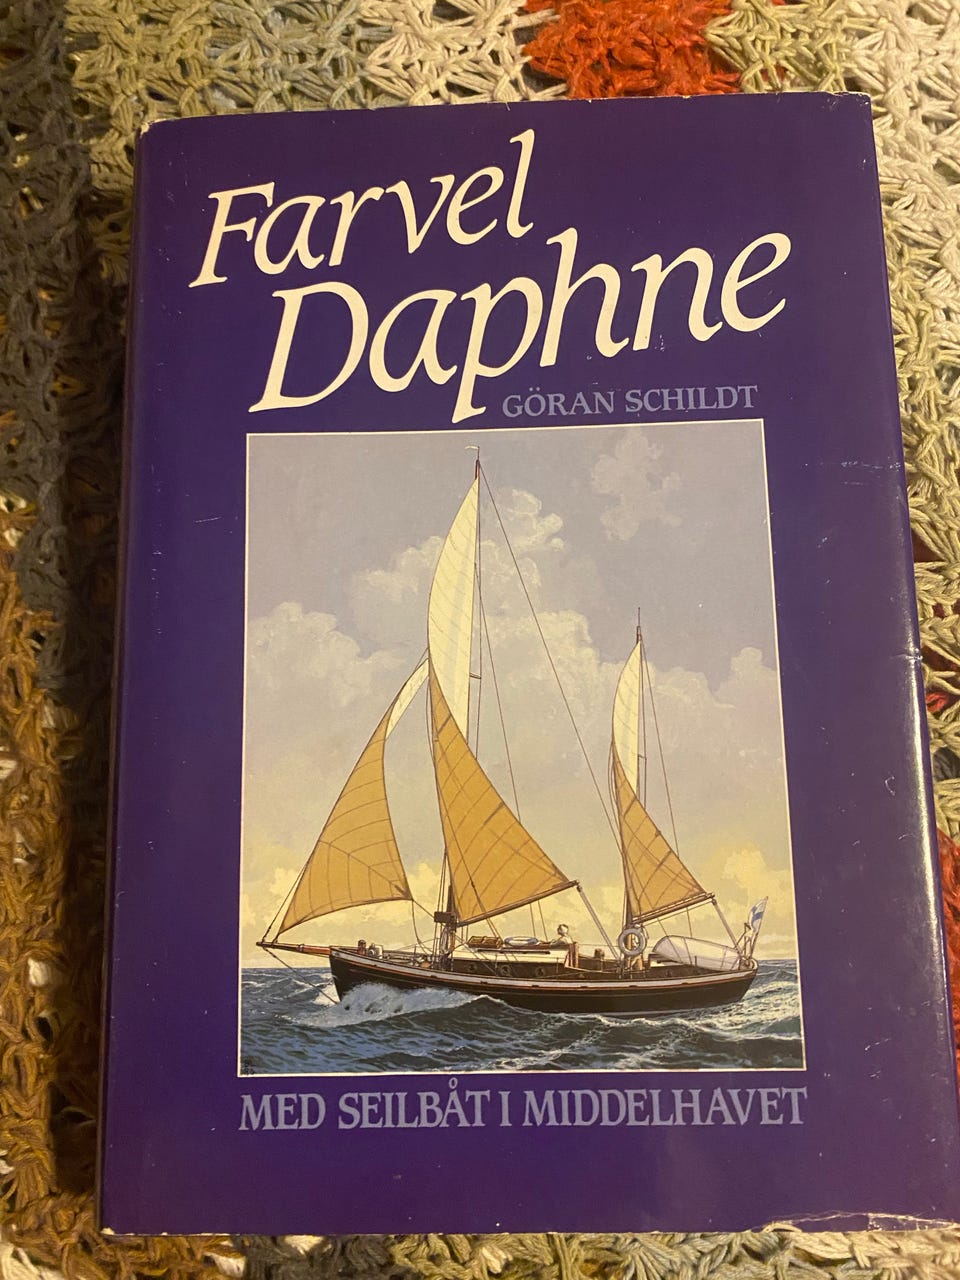 Farvel
Daphne
GÖRAN SCHILDT
MED SEILBÅT I MIDDELHAVET